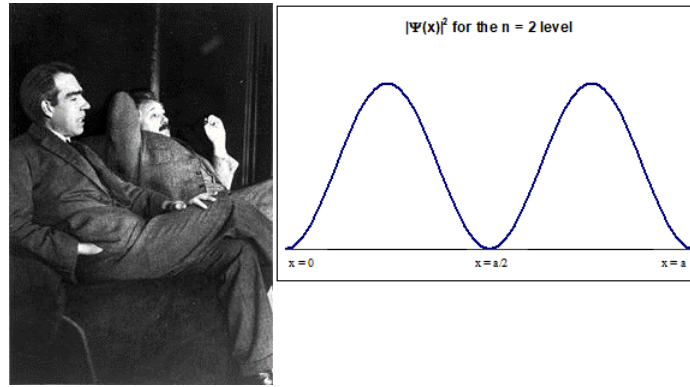 |Ψ(x)|² for the n = 2 level
x = 0
x = a/2
x = a